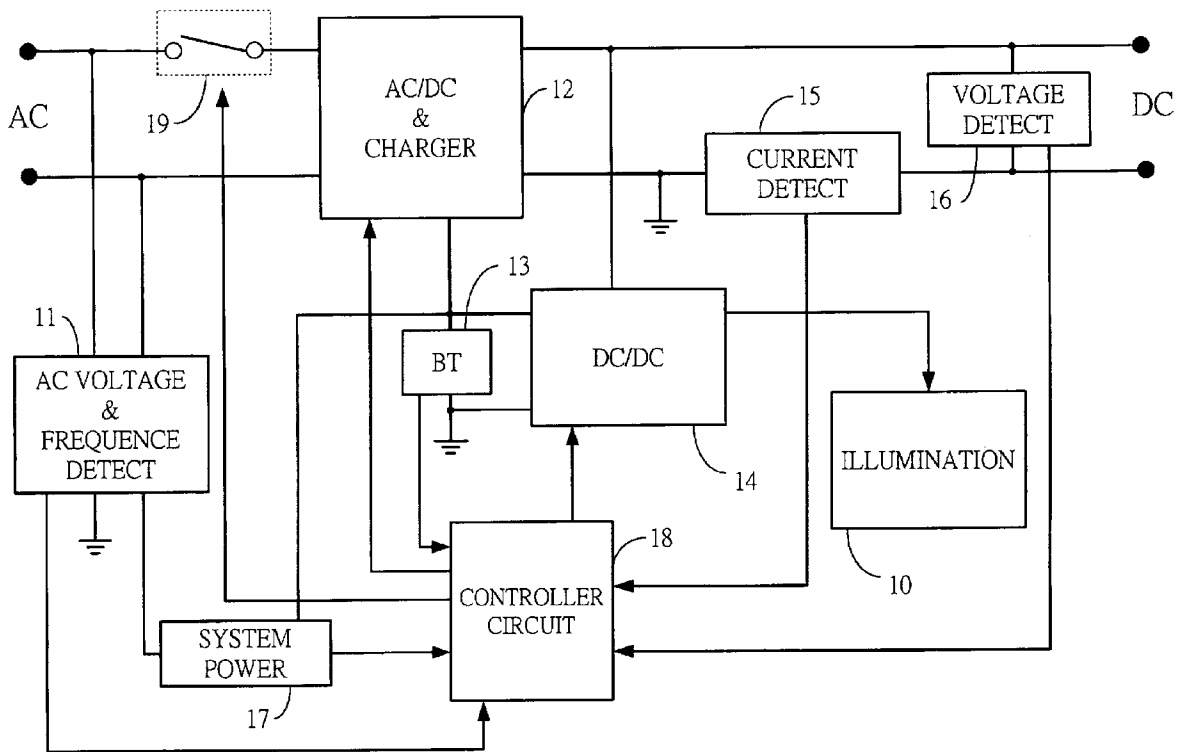 AC
19
AC/DC
&
CHARGER
12
15
CURRENT
DETECT
VOLTAGE
DETECT
16
DC
11
AC VOLTAGE
&
FREQUENCE
DETECT
13
BT
DC/DC
14
ILLUMINATION
10
18
CONTROLLER
CIRCUIT
SYSTEM
POWER
17